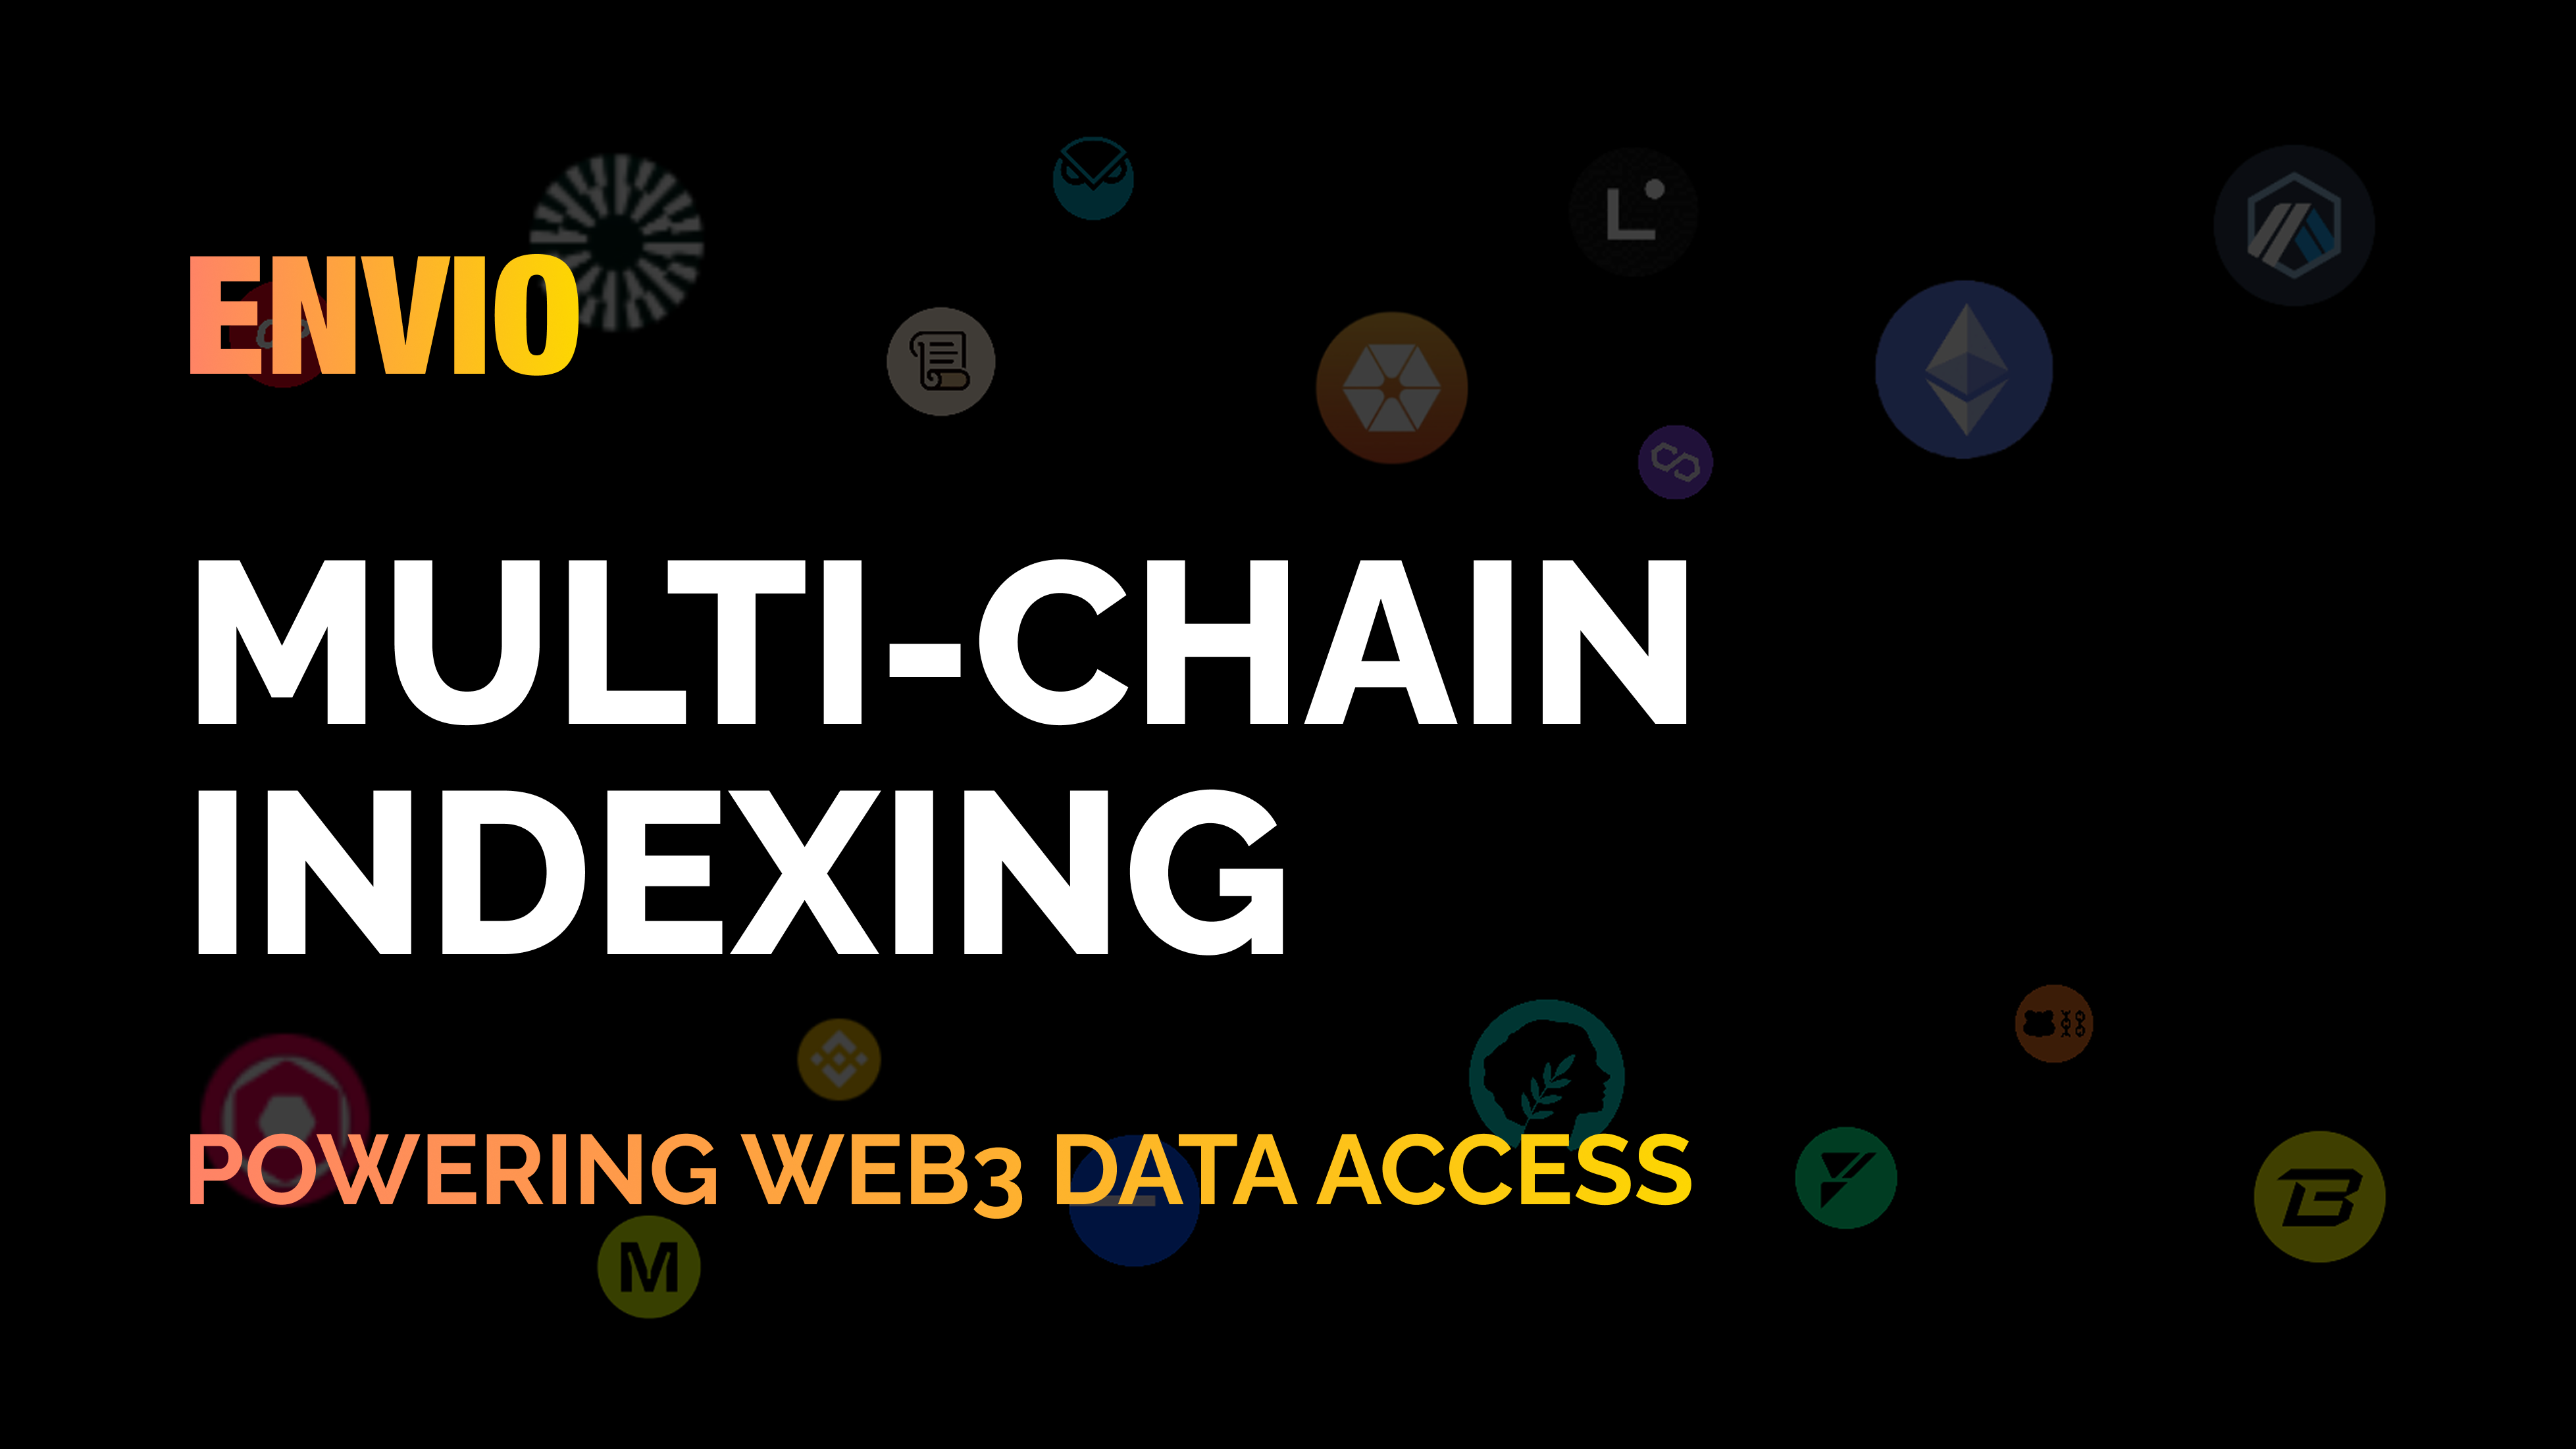 ENVIO
MULTI-CHAIN
INDEXING
POWERING WEB3 DATA ACCESS
M